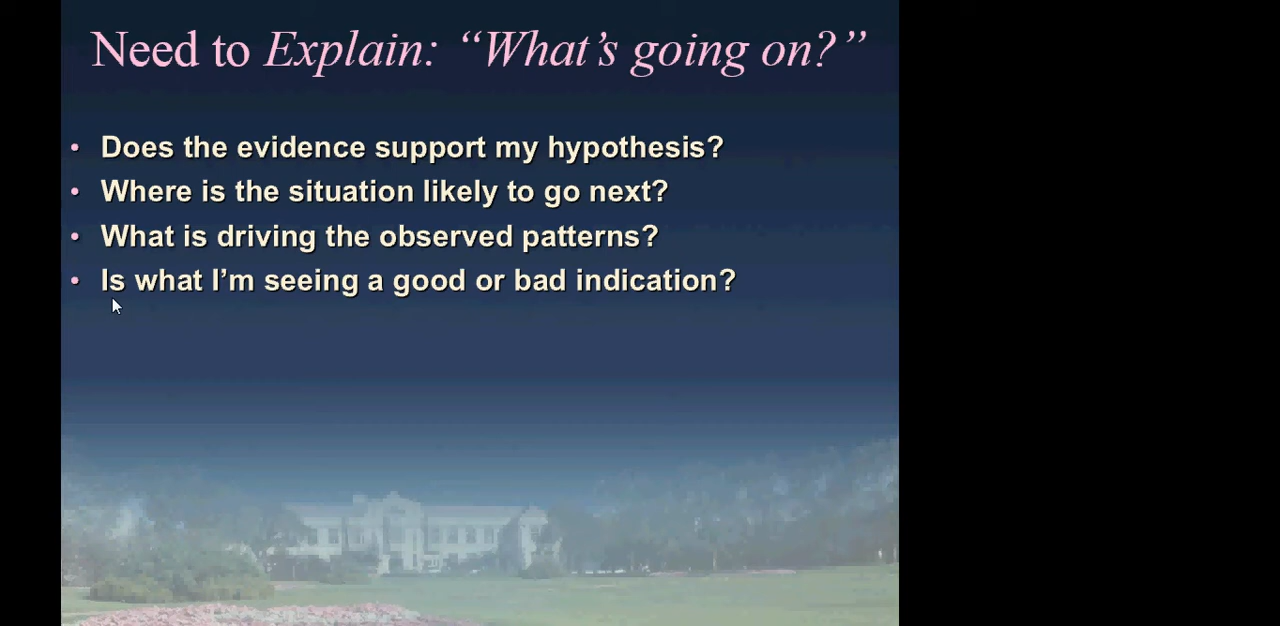 Need to Explain: “What’s going on?”
• Does the evidence support my hypothesis?
• Where is the situation likely to go next?
• What is driving the observed patterns?
• Is what I’m seeing a good or bad indication?